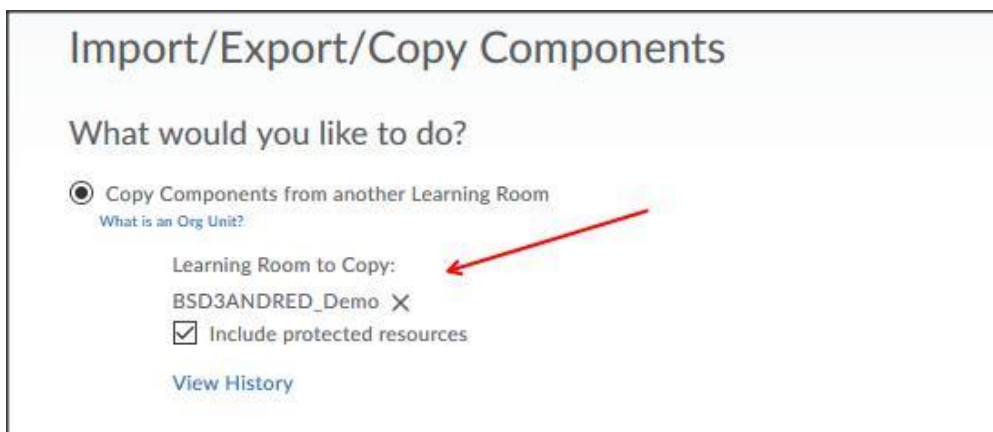 Import/Export/Copy Components
What would you like to do?
Copy Components from another Learning Room
What is an Org Unit?
Learning Room to Copy:
BSD3ANDRED_Demo
Include protected resources
View History